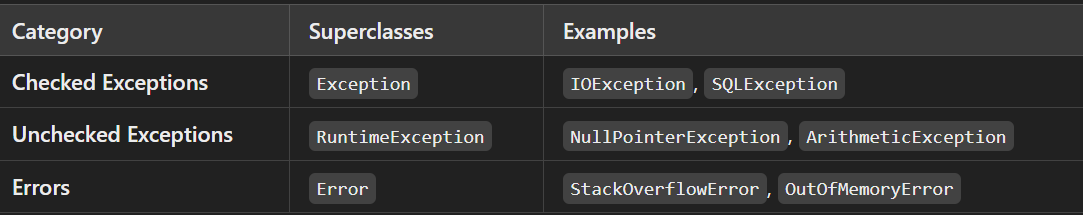 Category Superclasses Examples
Checked Exceptions Exception IOException, SQLException
Unchecked Exceptions RuntimeException NullPointerException, ArithmeticException
Errors Error StackOverflowError, OutOfMemoryError